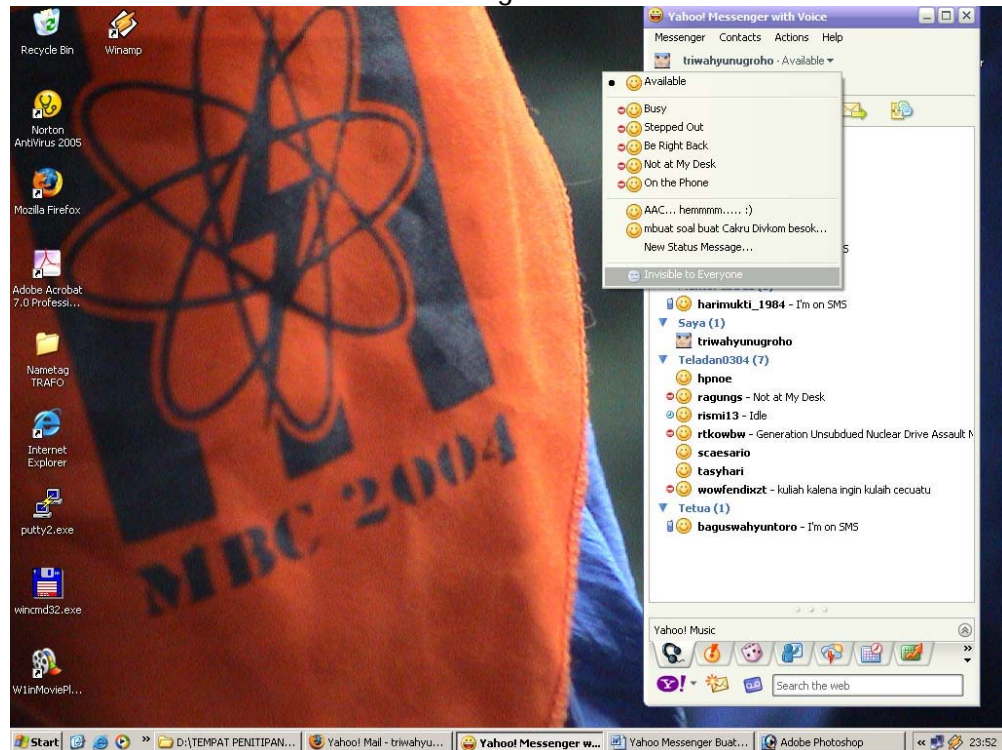 Recycle Bin
Winamp
Norton
AntiVirus 2005
Mozilla Firefox
Adobe Acrobat
7.0 Professi...
Nametag
TRAFO
Internet
Explorer
putty2.exe
wincmd32.exe
W1inMoviePl...
MBC 2004
Yahoo! Messenger with Voice
Messenger Contacts Actions Help
triwahyunugroho - Available
Available
Busy
Stepped Out
Be Right Back
Not at My Desk
On the Phone
AAC... hemmmm..... :)
mbuat soal buat Cakru Divkom besok...
New Status Message...
Invisible to Everyone
harimukti_1984 - I'm on SMS
Saya (1)
triwahyunugroho
Teladan0304 (7)
hpnoe
ragungs - Not at My Desk
rismi13 - Idle
rtkowbw - Generation Unsubdued Nuclear Drive Assault
scaesario
tasyhari
wowfendixzt - kuliah kalena ingin kulaih cecuatu
Tetua (1)
baguswahyuntoro - I'm on SMS
Yahoo! Music
Y! Search the web
Start D:\TEMPAT PENITIPAN... Yahoo! Mail - triwahyu... Yahoo! Messenger w... Yahoo Messenger Buat... Adobe Photoshop 23:52